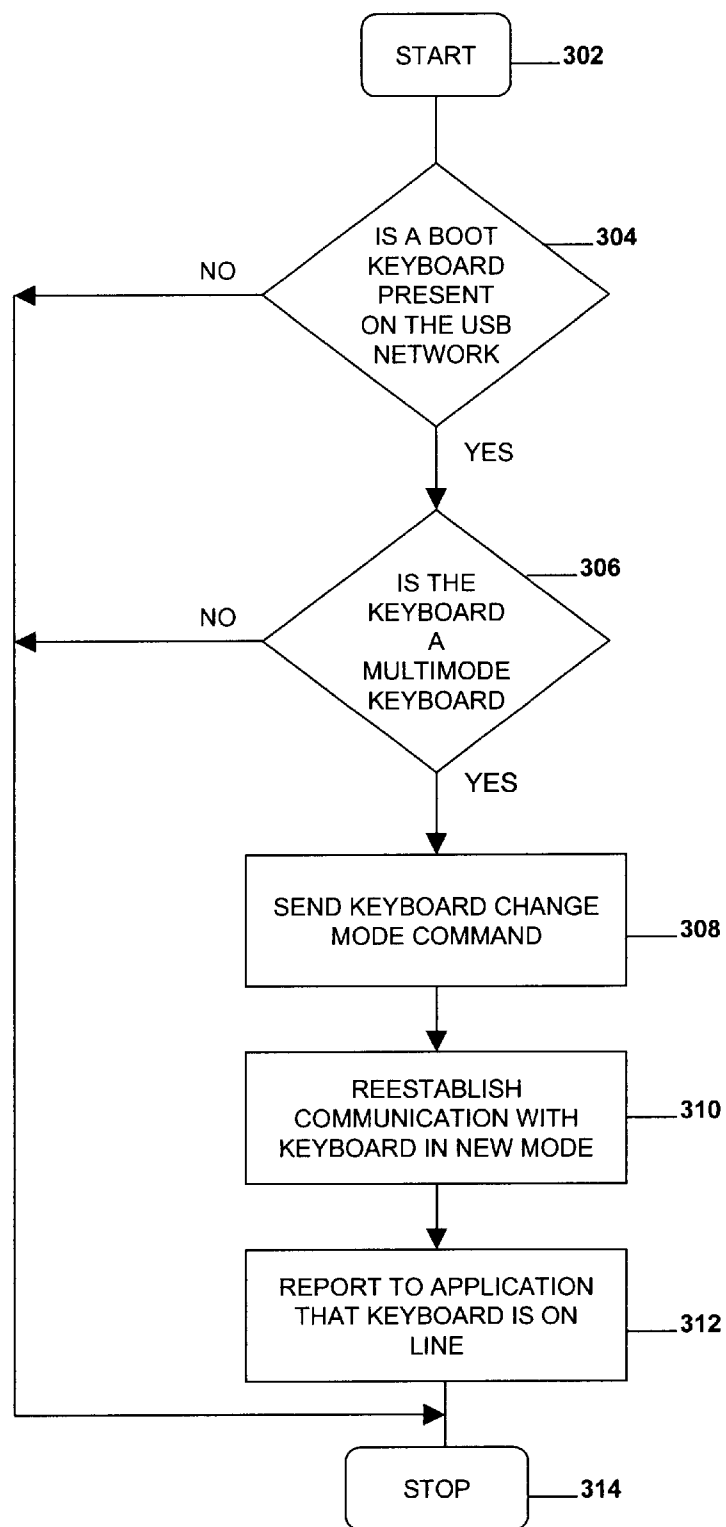 START
302
IS A BOOT
KEYBOARD
PRESENT
ON THE USB
NETWORK
304
NO
YES
IS THE
KEYBOARD
A
MULTIMODE
KEYBOARD
306
NO
YES
SEND KEYBOARD CHANGE
MODE COMMAND
308
REESTABLISH
COMMUNICATION WITH
KEYBOARD IN NEW MODE
310
REPORT TO APPLICATION
THAT KEYBOARD IS ON
LINE
312
STOP
314